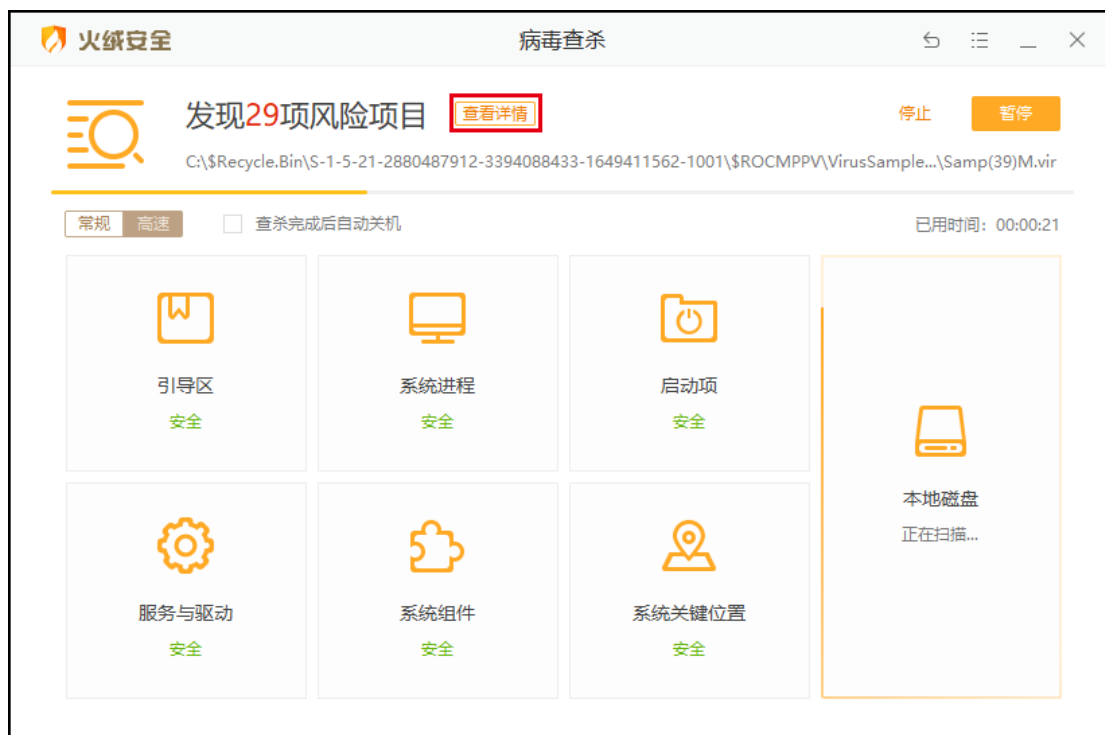 火绒安全
病毒查杀
发现29项风险项目 查看详情
停止 暂停
C:\$Recycle.Bin\S-1-5-21-2880487912-3394088433-1649411562-1001\$ROCMPPV\VirusSample...\Samp(39)M.vir
常规 高速 查杀完成后自动关机 已用时间：00:00:21
引导区
安全
系统进程
安全
启动项
安全
本地磁盘
正在扫描...
服务与驱动
安全
系统组件
安全
系统关键位置
安全